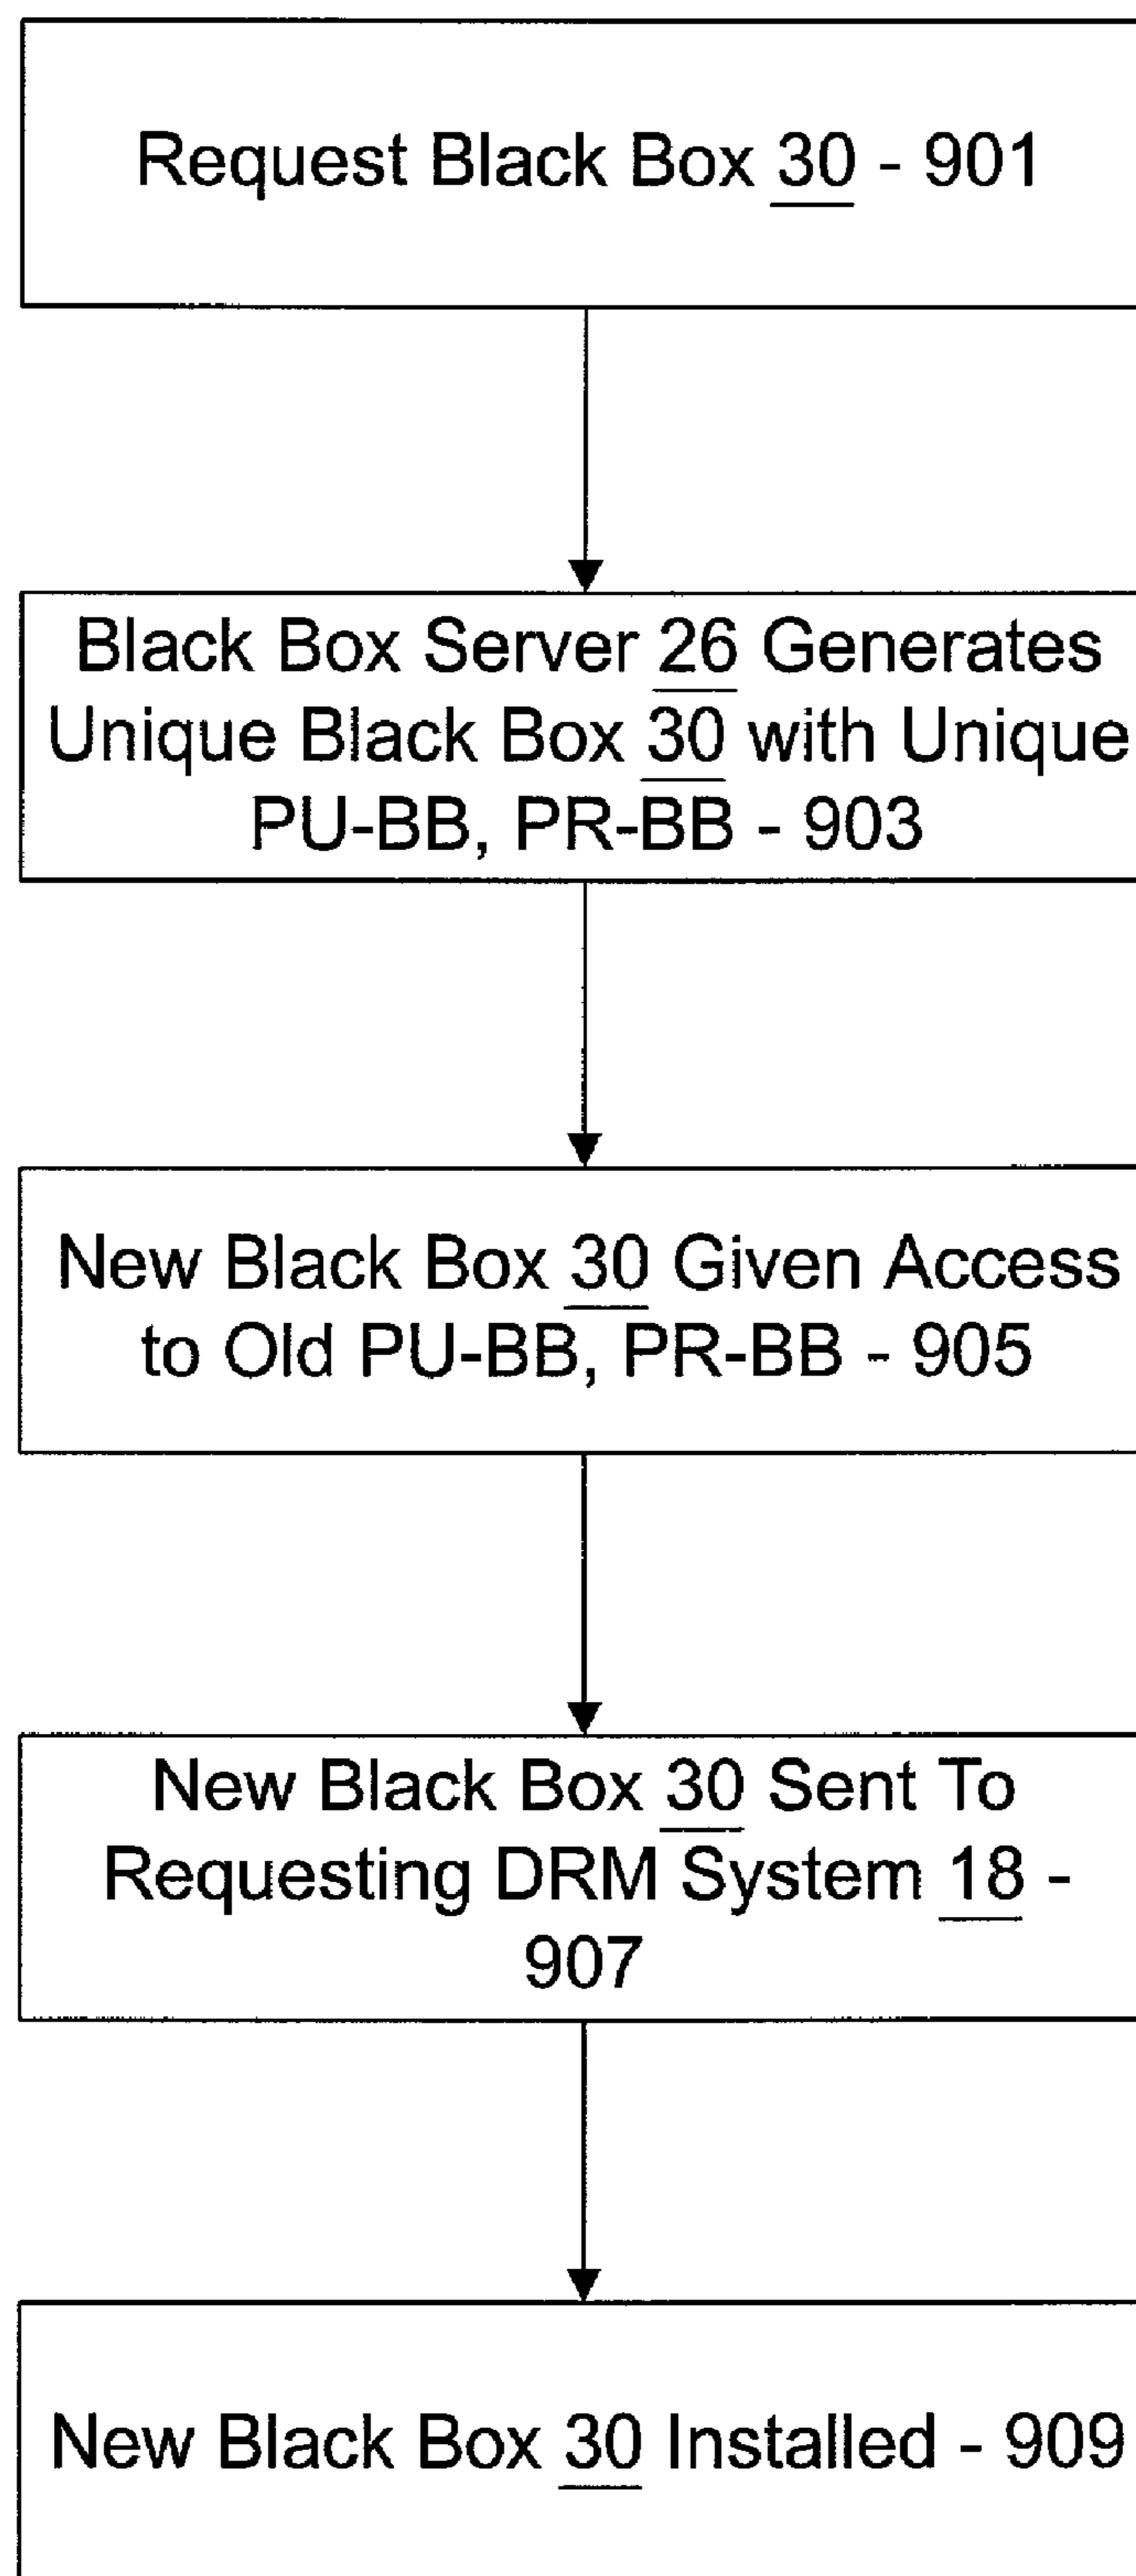 Request Black Box 30 - 901
Black Box Server 26 Generates
Unique Black Box 30 with Unique
PU-BB, PR-BB - 903
New Black Box 30 Given Access
to Old PU-BB, PR-BB - 905
New Black Box 30 Sent To
Requesting DRM System 18 -
907
New Black Box 30 Installed - 909